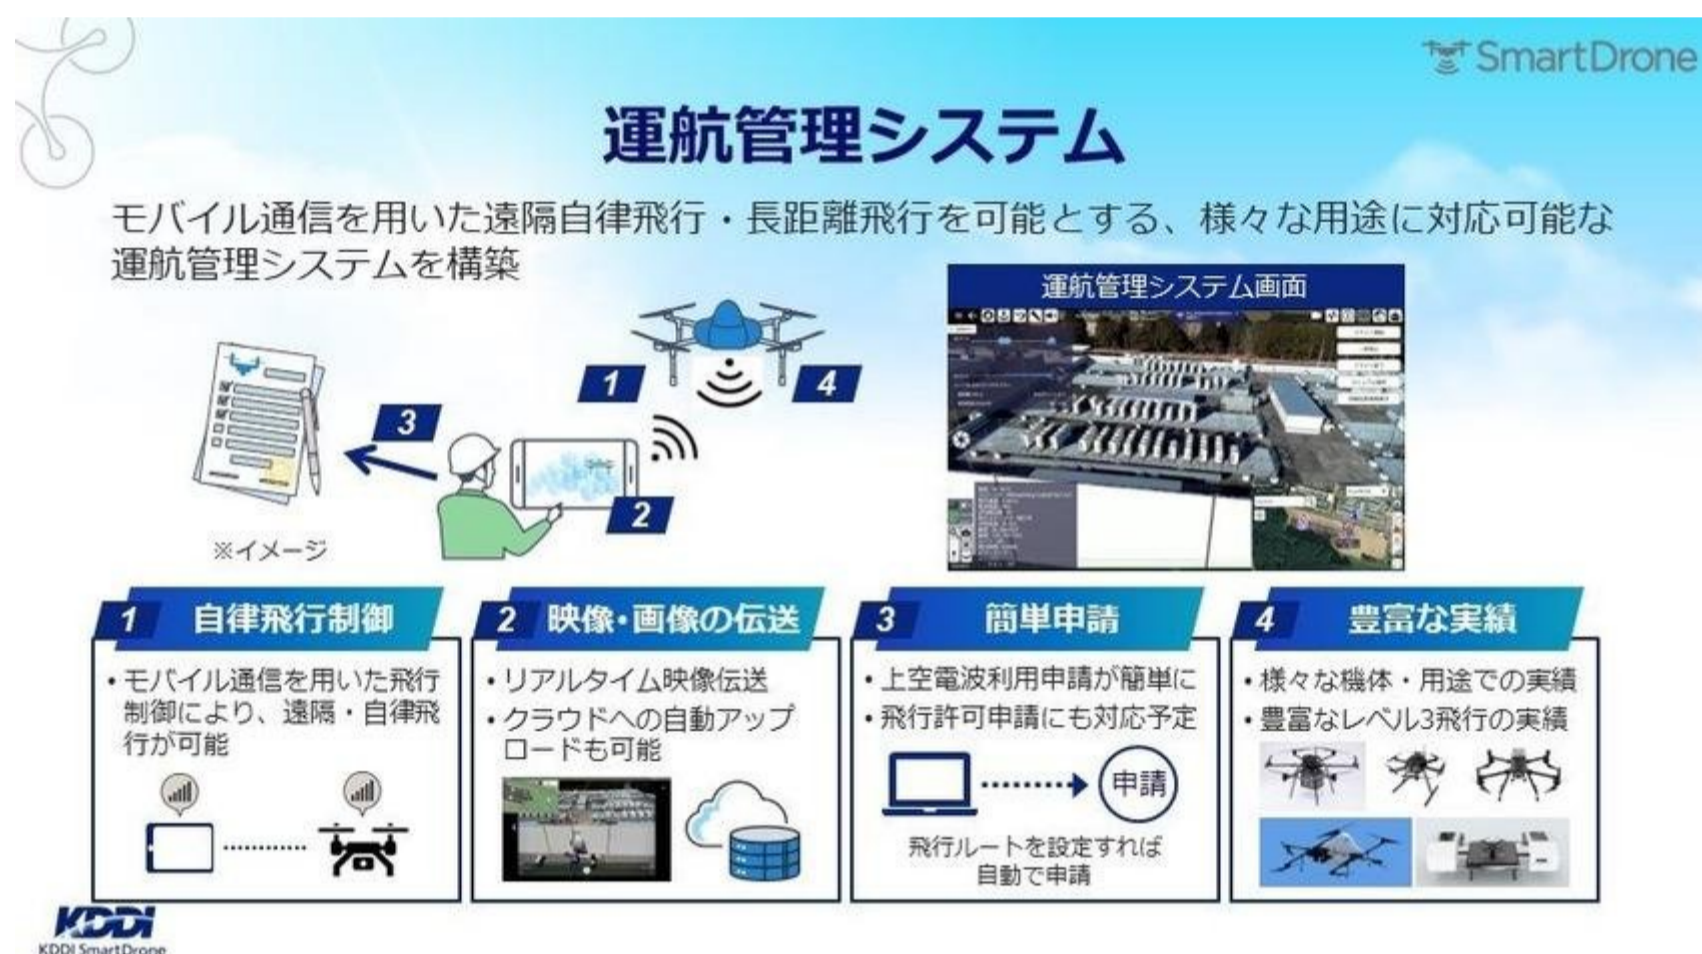 SmartDrone
運航管理システム
モバイル通信を用いた遠隔自律飛行・長距離飛行を可能とする、様々な用途に対応可能な
運航管理システムを構築
運航管理システム画面
1
4
3
2
※イメージ
1 自律飛行制御
・モバイル通信を用いた飛行
制御により、遠隔・自律飛
行が可能
2 映像・画像の伝送
・リアルタイム映像伝送
・クラウドへの自動アップ
ロードも可能
3 簡単申請
・上空電波利用申請が簡単に
・飛行許可申請にも対応予定
申請
飛行ルートを設定すれば
自動で申請
4 豊富な実績
・様々な機体・用途での実績
・豊富なレベル3飛行の実績
KDDI
KDDI SmartDrone